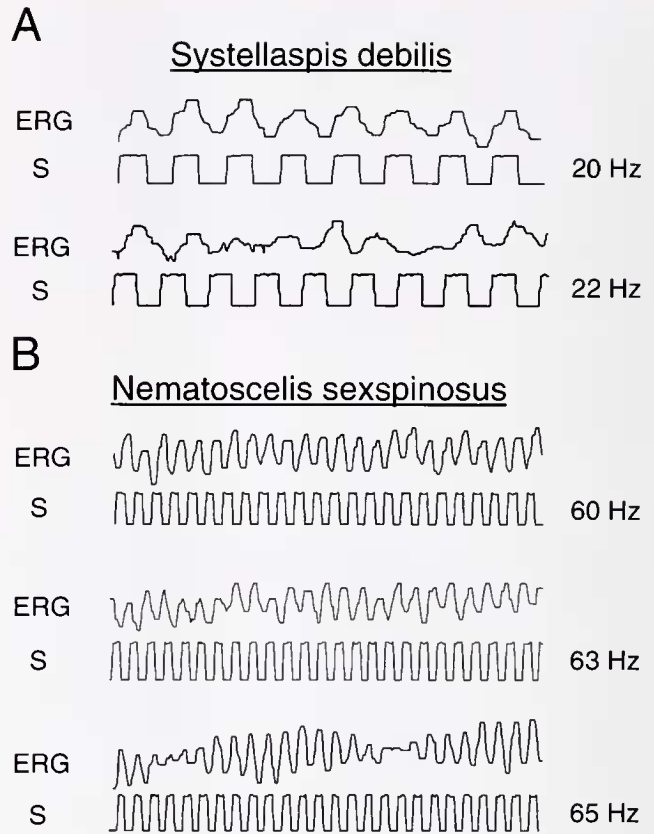 A
Systellaspis debilis
ERG
S 20 Hz
ERG
S 22 Hz
B
Nematoscelis sexspinosus
ERG
S 60 Hz
ERG
S 63 Hz
ERG
S 65 Hz